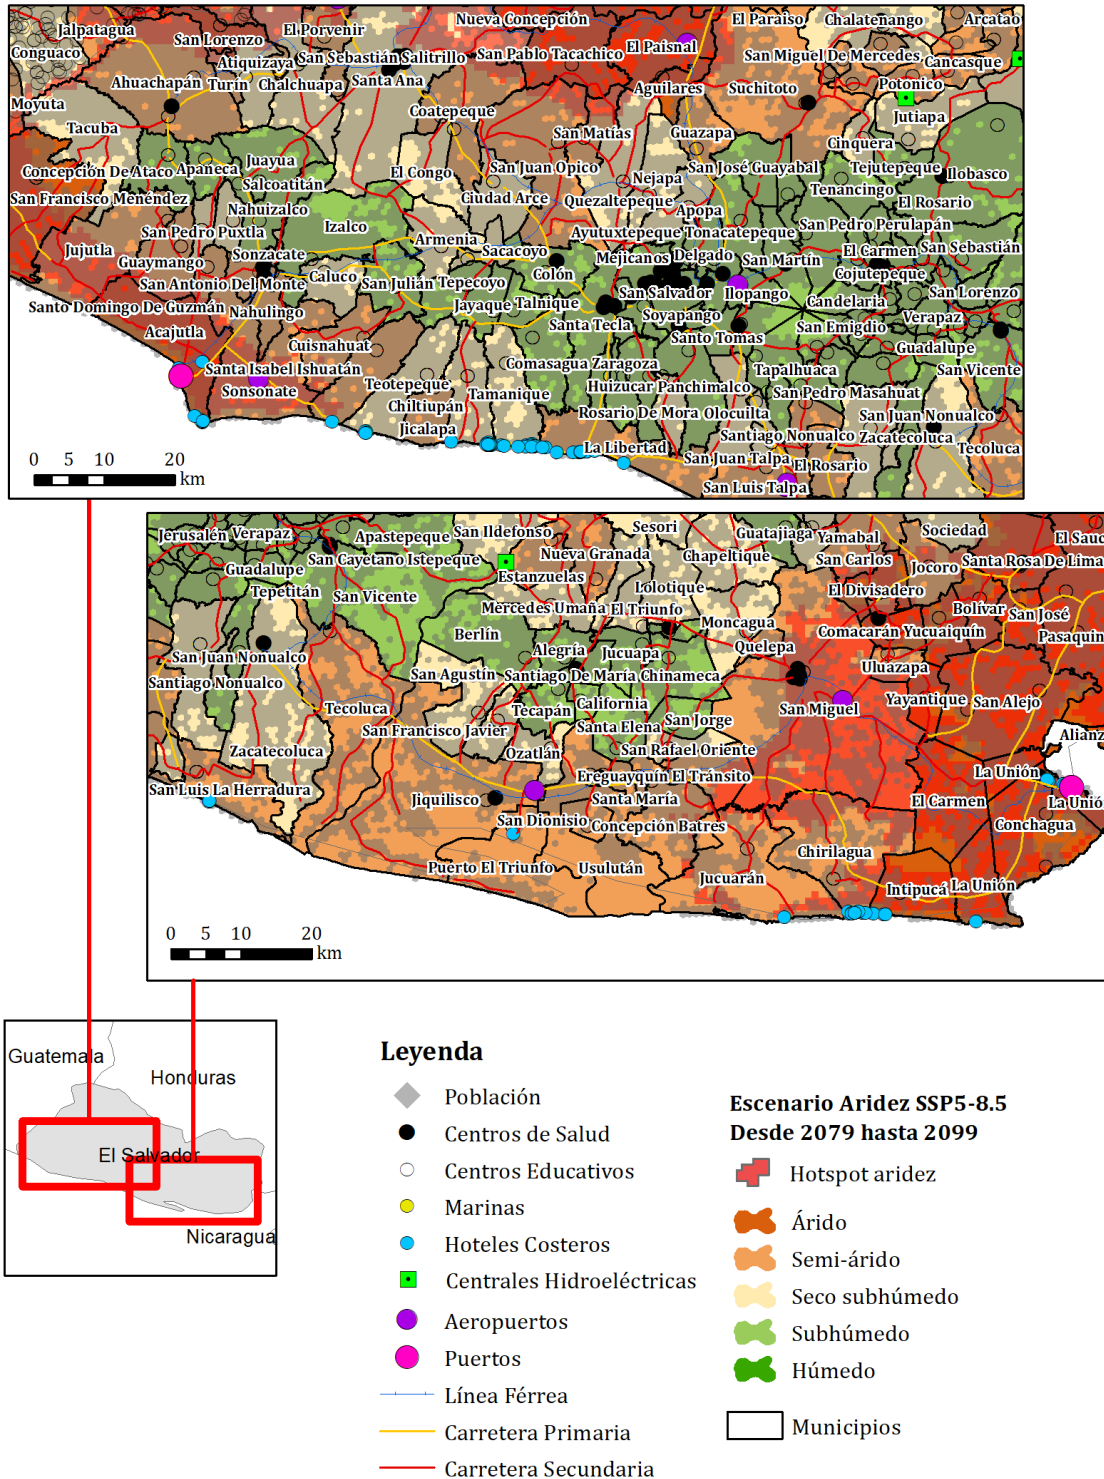 Nueva Concepción
El Paraiso
Chalatenango
Arcatao
Jalpatagua
El Porvenir
San Lorenzo
El Paisnal
Conguaco
San Sebastián Salitrillo
San Pablo Tacachico
San Miguel De Mercedes
Atiquizaya
Cancasque
Ahuachapán
Turín
Chalchuapa
Santa Ana
Aguilares
Suchitoto
Potonico
Moyuta
Coatepeque
Jutiapa
Tacuba
San Matías
Guazapa
Cinquera
Concepción De Ataco
Apaneca
Juayua
El Congo
San Juan Opico
San José Guayabal
Tejutepeque
Ilobasco
Salcoatitán
Nejapa
Tenancingo
San Francisco Menéndez
Ciudad Arce
Quezaltepeque
El Rosario
Nahuizalco
Apopa
San Pedro Puxtla
Izalco
Ayutuxtepeque
Tonacatepeque
San Pedro Perulapán
Jujutla
Sonzacate
Armenia
Sacacoyo
Mejicanos
Delgado
San Martín
El Carmen
San Sebastián
Guaymango
Caluco
Colón
Cojutepeque
San Antonio Del Monte
San Julián
Tepecoyo
San Salvador
Ilopango
San Lorenzo
Santo Domingo De Guzmán
Nahulingo
Jayaque
Talnique
Soyapango
Candelaria
Verapaz
Acajutla
Santa Tecla
Santo Tomas
San Emigdio
Cuisnahuat
Guadalupe
Santa Isabel Ishuatán
Comasagua
Zaragoza
Tapalhuaca
San Vicente
Sonsonate
Teotepeque
Tamanique
Huizucar
Panchimalco
San Pedro Masahuat
Chiltiupán
Rosario De Mora
Olocuilta
San Juan Nonualco
Jicalapa
Santiago Nonualco
Zacatecoluca
La Libertad
San Juan Talpa
Tecoluca
El Rosario
San Luis Talpa
0 5 10 20
km
San Ildefonso
Sesori
Sociedad
Jerusalén
Verapaz
Apastepeque
Guatajiaga
Yamabal
El Sauc
San Cayetano Istepeque
Nueva Granada
Chapeltique
San Carlos
Santa Rosa De Lima
Guadalupe
Jocoro
Tepetitán
Estanzuelas
Lolotique
El Divisadero
San Vicente
Mercedes Umaña
El Triunfo
Bolívar
San José
Berlín
Moncagua
Comacarán
Yucuaiquín
Pasaquin
San Juan Nonualco
Alegría
Jucuapa
Quelepa
Uluazapa
Santiago Nonualco
San Agustín
Santiago De María
Chinameca
Tecoluca
Tecapán
California
San Miguel
Yayantique
San Alejo
San Francisco Javier
Santa Elena
San Jorge
Zacatecoluca
Ozatlán
San Rafael Oriente
Alianz
Ereguayquín
El Tránsito
La Unión
San Luis La Herradura
Jiquilisco
Santa María
El Carmen
La Unió
San Dionisio
Concepción Batres
Conchagua
Chirilagua
Puerto El Triunfo
Usulután
Jucuarán
Intipucá
La Unión
0 5 10 20
km
Guatemala
Honduras
El Salvador
Nicaragua
Leyenda
Población
Centros de Salud
Centros Educativos
Marinas
Hoteles Costeros
Centrales Hidroeléctricas
Aeropuertos
Puertos
Línea Férrea
Carretera Primaria
Carretera Secundaria
Escenario Aridez SSP5-8.5
Desde 2079 hasta 2099
Hotspot aridez
Árido
Semi-árido
Seco subhúmedo
Subhúmedo
Húmedo
Municipios